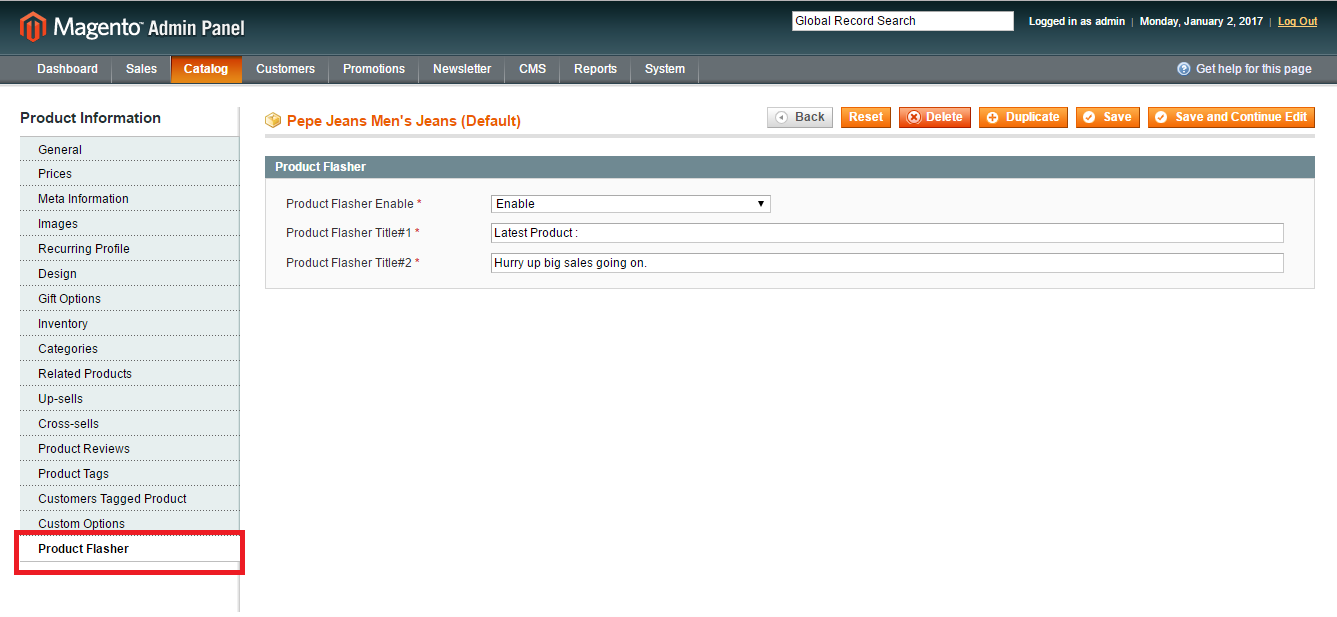 Magento Admin Panel
Global Record Search
Logged in as admin | Monday, January 2, 2017 | Log Out
Dashboard Sales Catalog Customers Promotions Newsletter CMS Reports System Get help for this page
Product Information
General
Prices
Meta Information
Images
Recurring Profile
Design
Gift Options
Inventory
Categories
Related Products
Up-sells
Cross-sells
Product Reviews
Product Tags
Customers Tagged Product
Custom Options
Product Flasher
Pepe Jeans Men's Jeans (Default)
Back Reset Delete Duplicate Save Save and Continue Edit
Product Flasher
Product Flasher Enable * Enable
Product Flasher Title#1 * Latest Product :
Product Flasher Title#2 * Hurry up big sales going on.